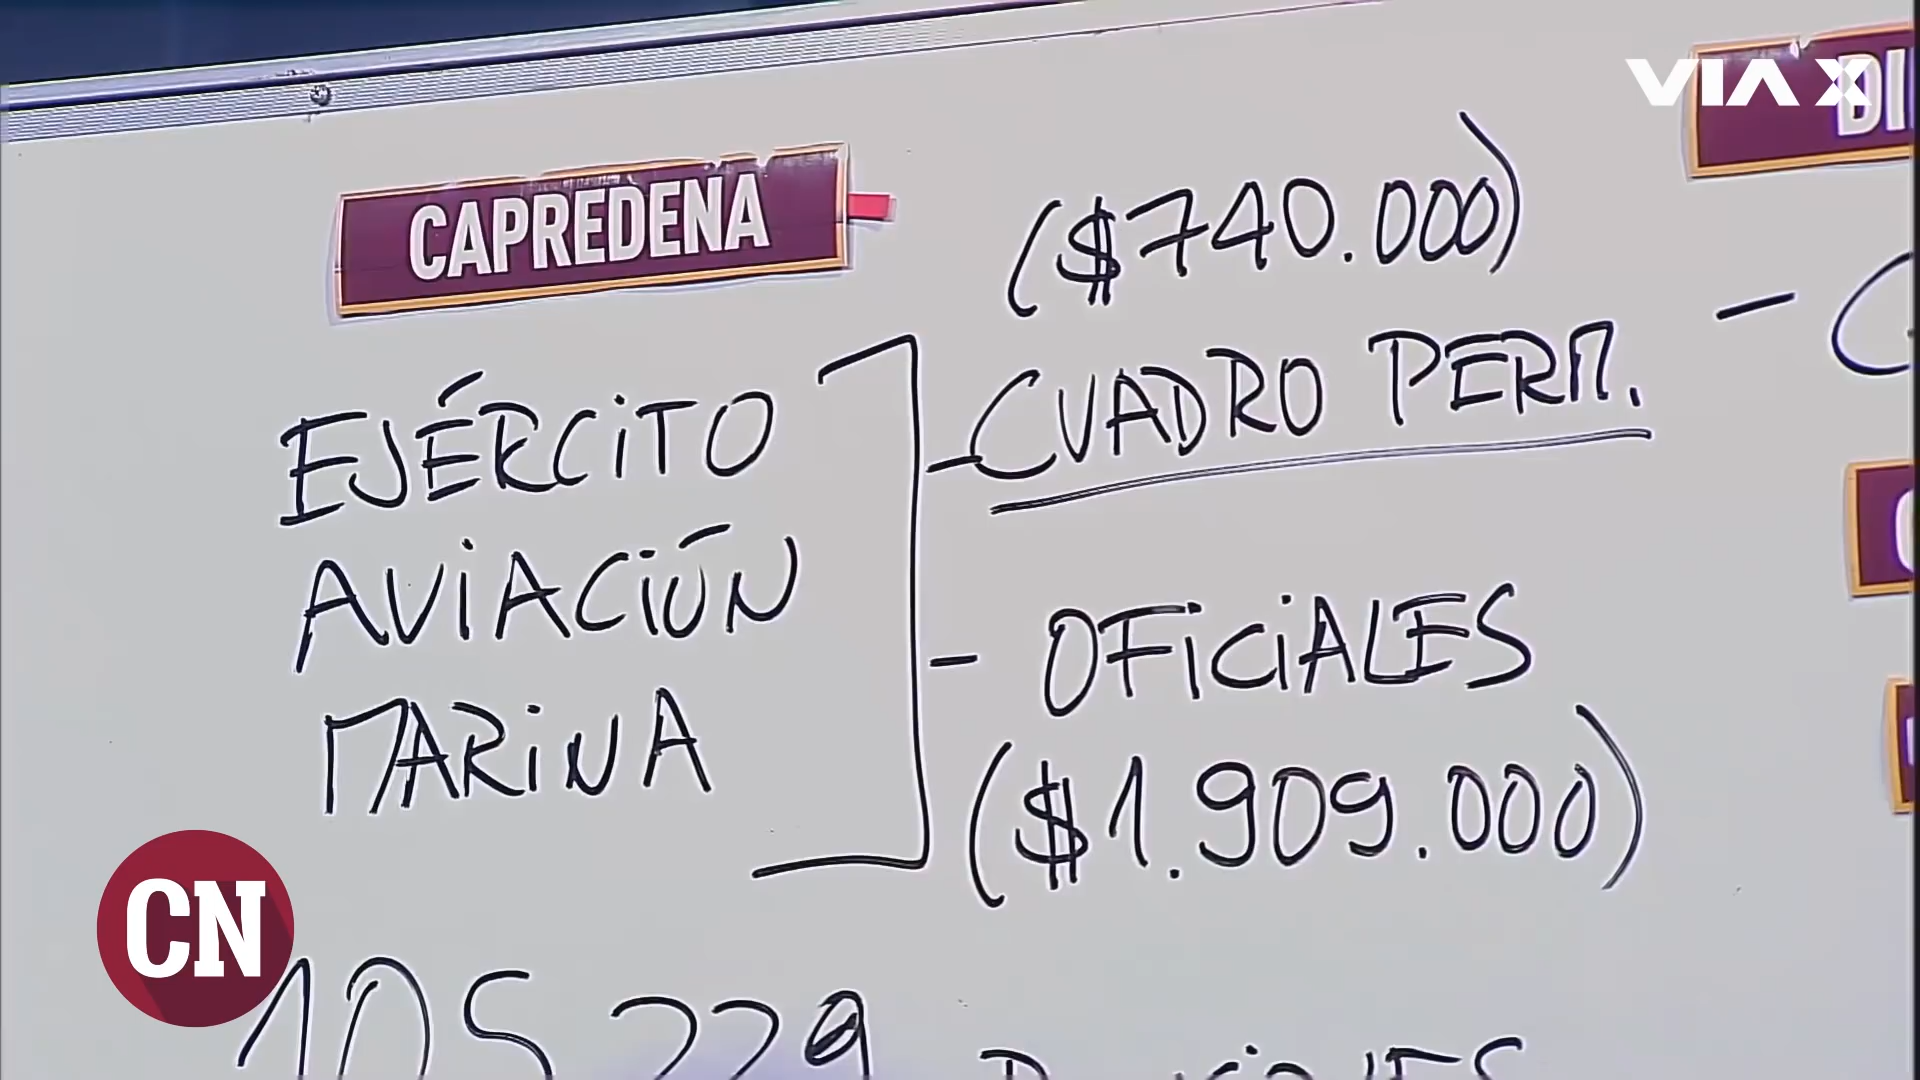 VIA X
CAPREDENA
($740.000)
EJÉRCITO
AVIACIÓN
MARINA
- CUADRO PERM.
- OFICIALES
($1.909.000)
CN